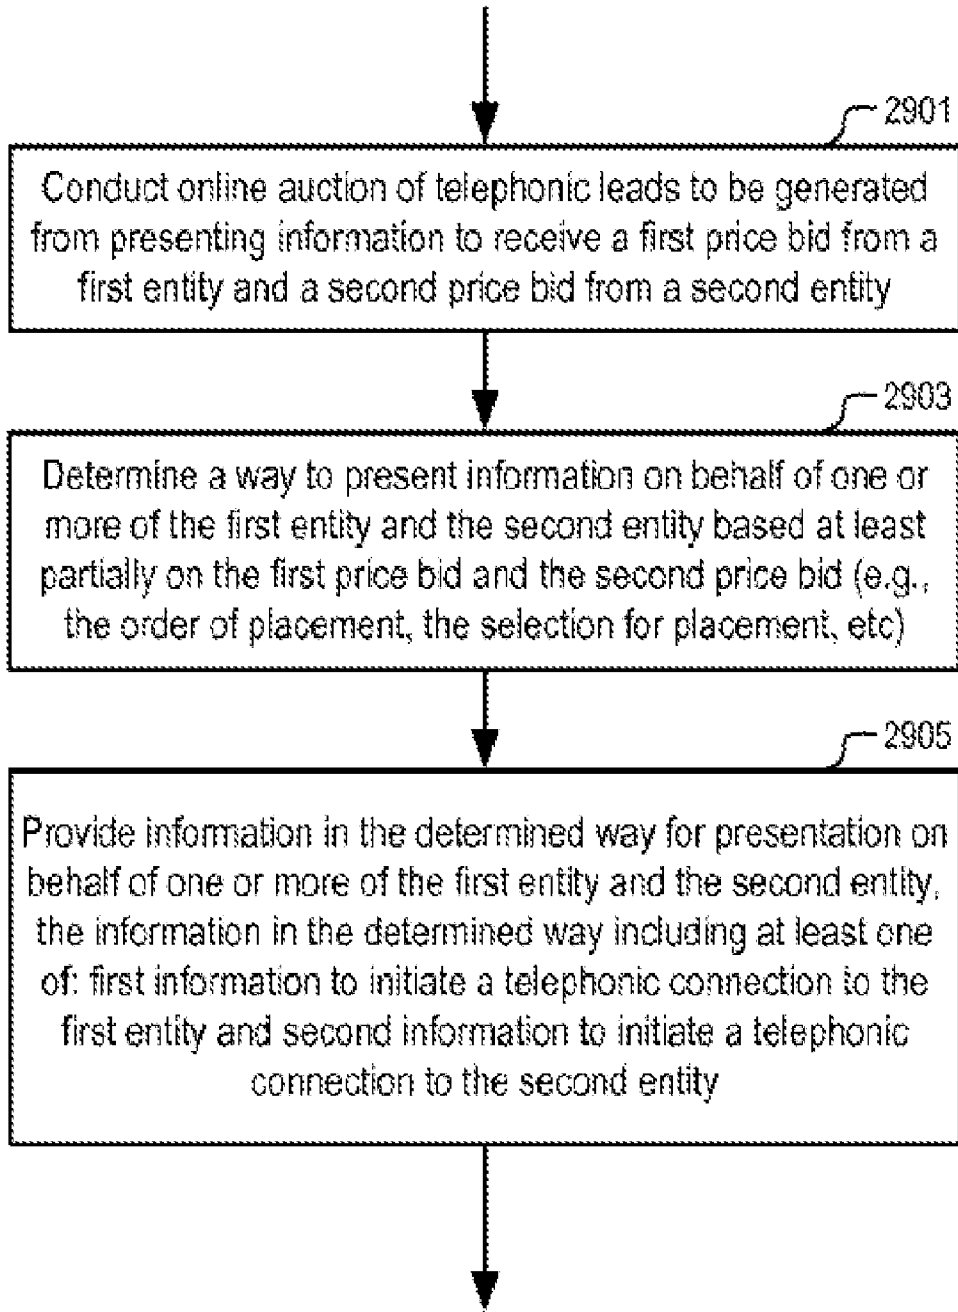 2901
Conduct online auction of telephonic leads to be generated
from presenting information to receive a first price bid from a
first entity and a second price bid from a second entity
2903
Determine a way to present information on behalf of one or
more of the first entity and the second entity based at least
partially on the first price bid and the second price bid (e.g.,
the order of placement, the selection for placement, etc)
2905
Provide information in the determined way for presentation on
behalf of one or more of the first entity and the second entity,
the information in the determined way including at least one
of: first information to initiate a telephonic connection to the
first entity and second information to initiate a telephonic
connection to the second entity